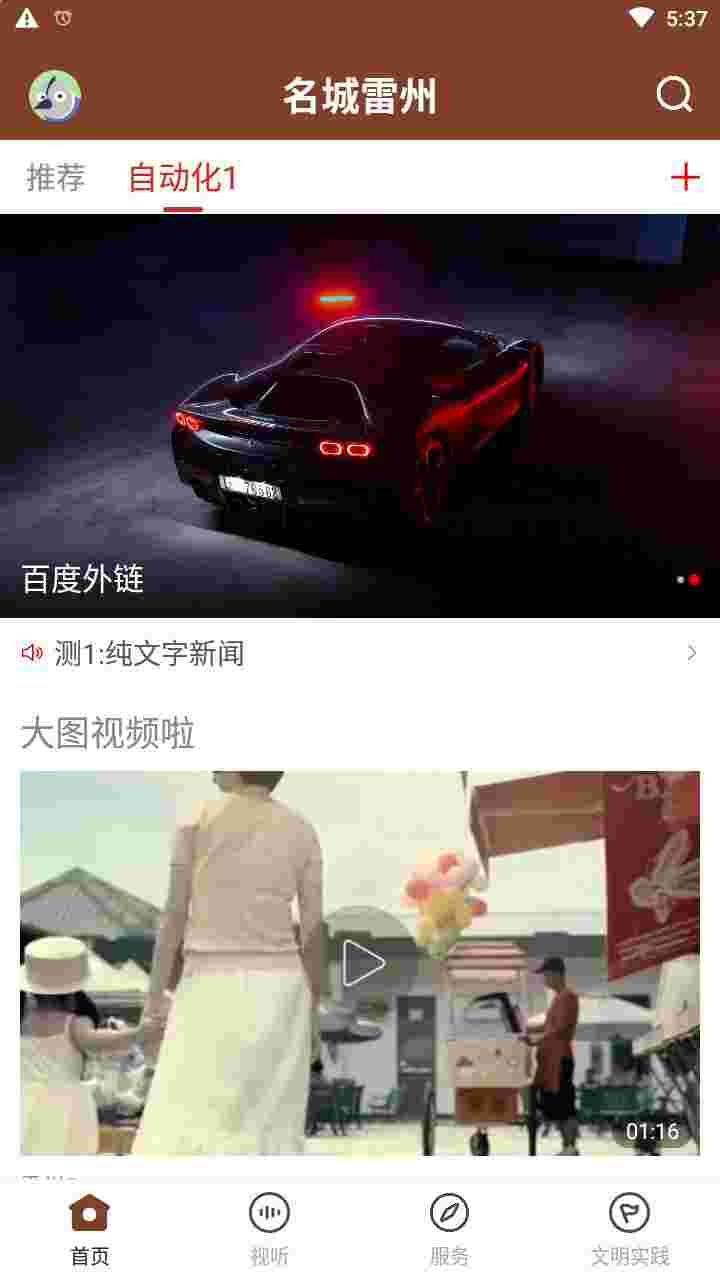 5:37
名城雷州
推荐 自动化1
百度外链
测1:纯文字新闻
大图视频啦
01:16
首页 视听 服务 文明实践